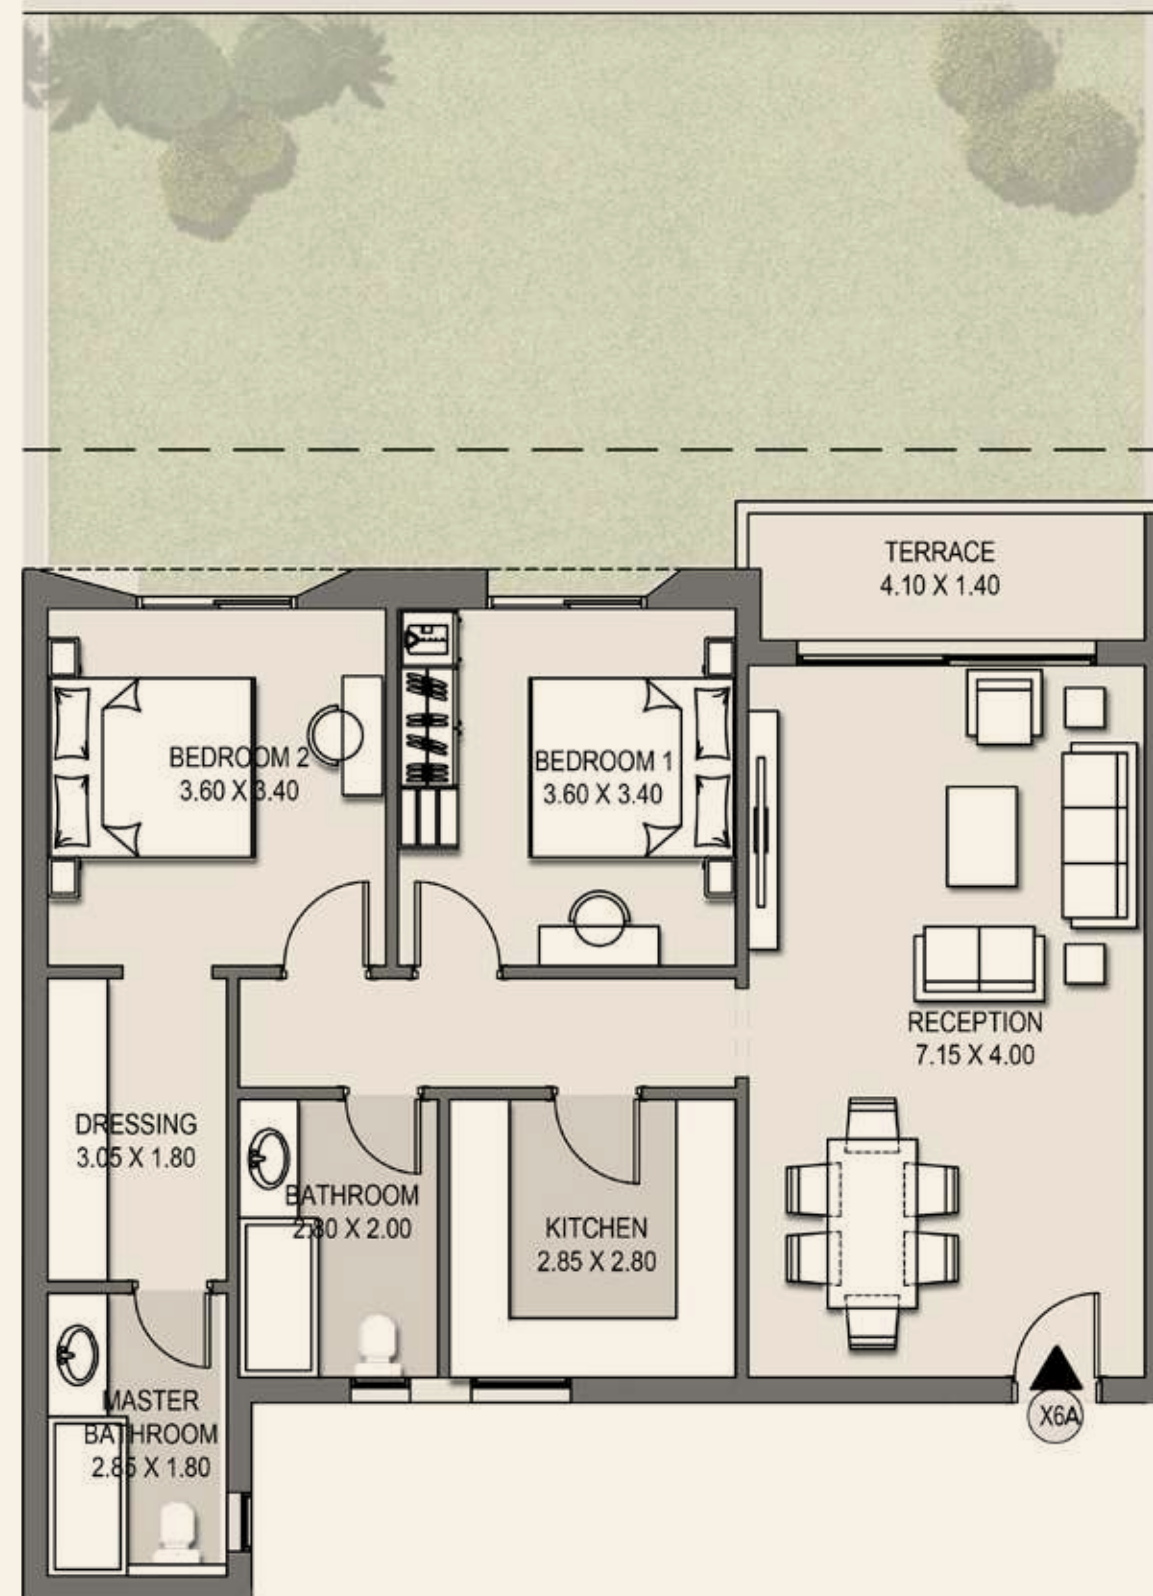 TERRACE
4.10 X 1.40
BEDROOM 2
3.60 X 3.40
BEDROOM 1
3.60 X 3.40
RECEPTION
7.15 X 4.00
DRESSING
3.05 X 1.80
BATHROOM
2.80 X 2.00
KITCHEN
2.85 X 2.80
MASTER
BATHROOM
2.85 X 1.80
X6A